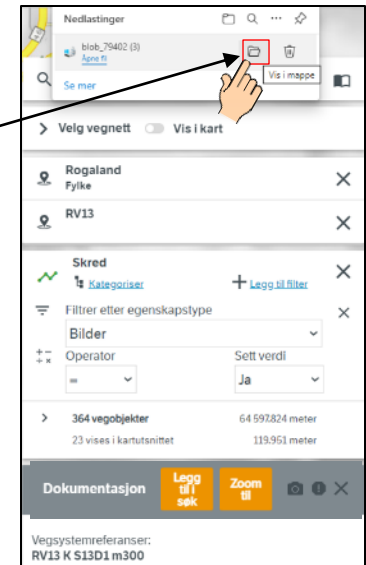 Nedlastinger
blob_79402 (3)
Åpne fil
Vis i mappe
Se mer
Velg vegnett Vis i kart
Rogaland
Fylke
RV13
Skred
Kategoriser Legg til filter
Filtrer etter egenskapstype
Bilder
Operator Sett verdi
= Ja
364 vegobjekter 64 597.824 meter
23 vises i kartutsnittet 119.951 meter
Dokumentasjon Legg til i søk Zoom til
Vegsystemreferanser:
RV13 K S13D1 m300